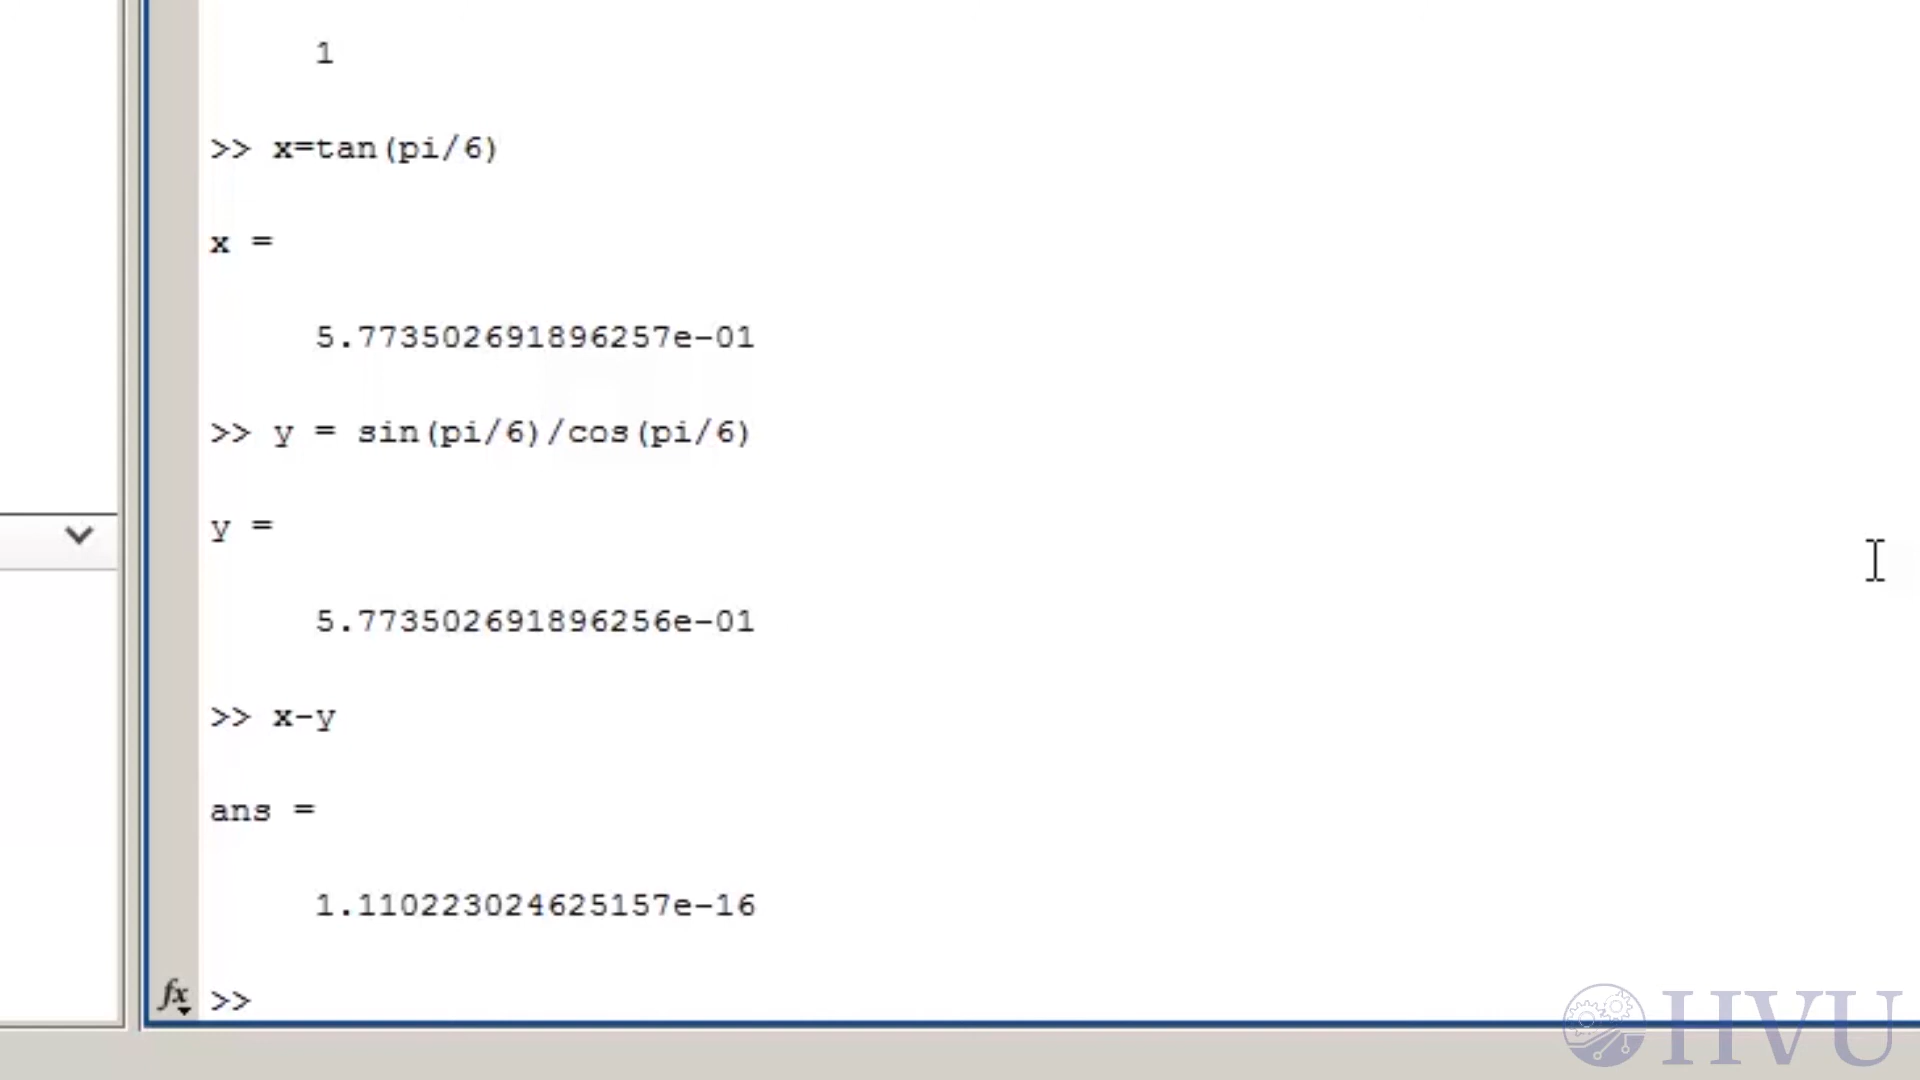 1
>> x=tan(pi/6)
x =
5.773502691896257e-01
>> y = sin(pi/6)/cos(pi/6)
y =
5.773502691896256e-01
>> x-y
ans =
1.110223024625157e-16
fx >>
HVU